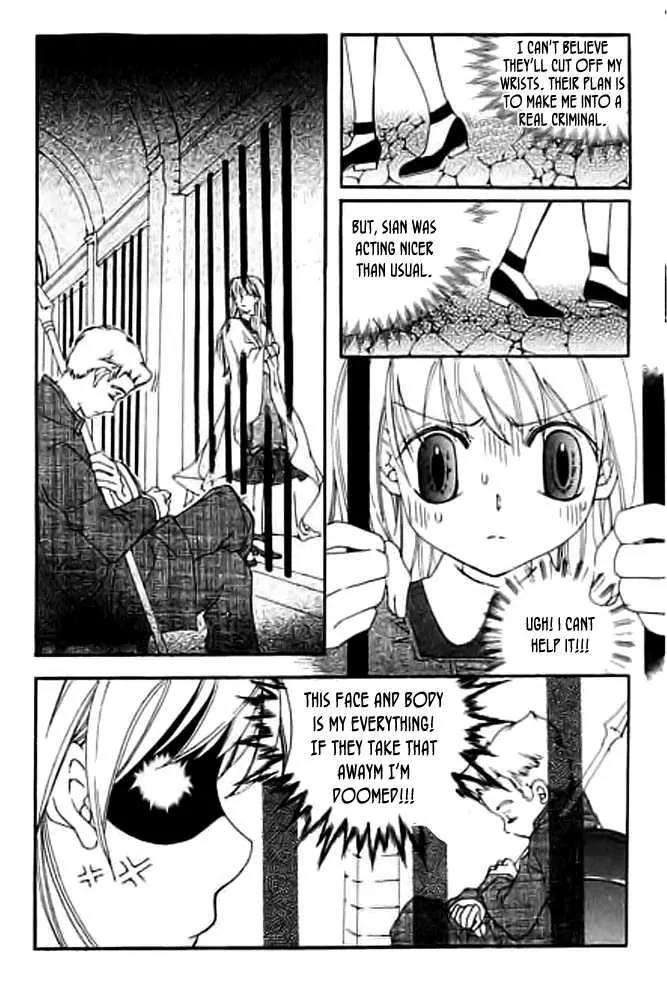 I CAN'T BELIEVE
THEY'LL CUT OFF MY
WRISTS. THEIR PLAN IS
TO MAKE ME INTO A
REAL CRIMINAL.
BUT, SIAN WAS
ACTING NICER
THAN USUAL.
UGH! I CANT
HELP IT!!!
THIS FACE AND BODY
IS MY EVERYTHING!
IF THEY TAKE THAT
AWAYM I'M
DOOMED!!!